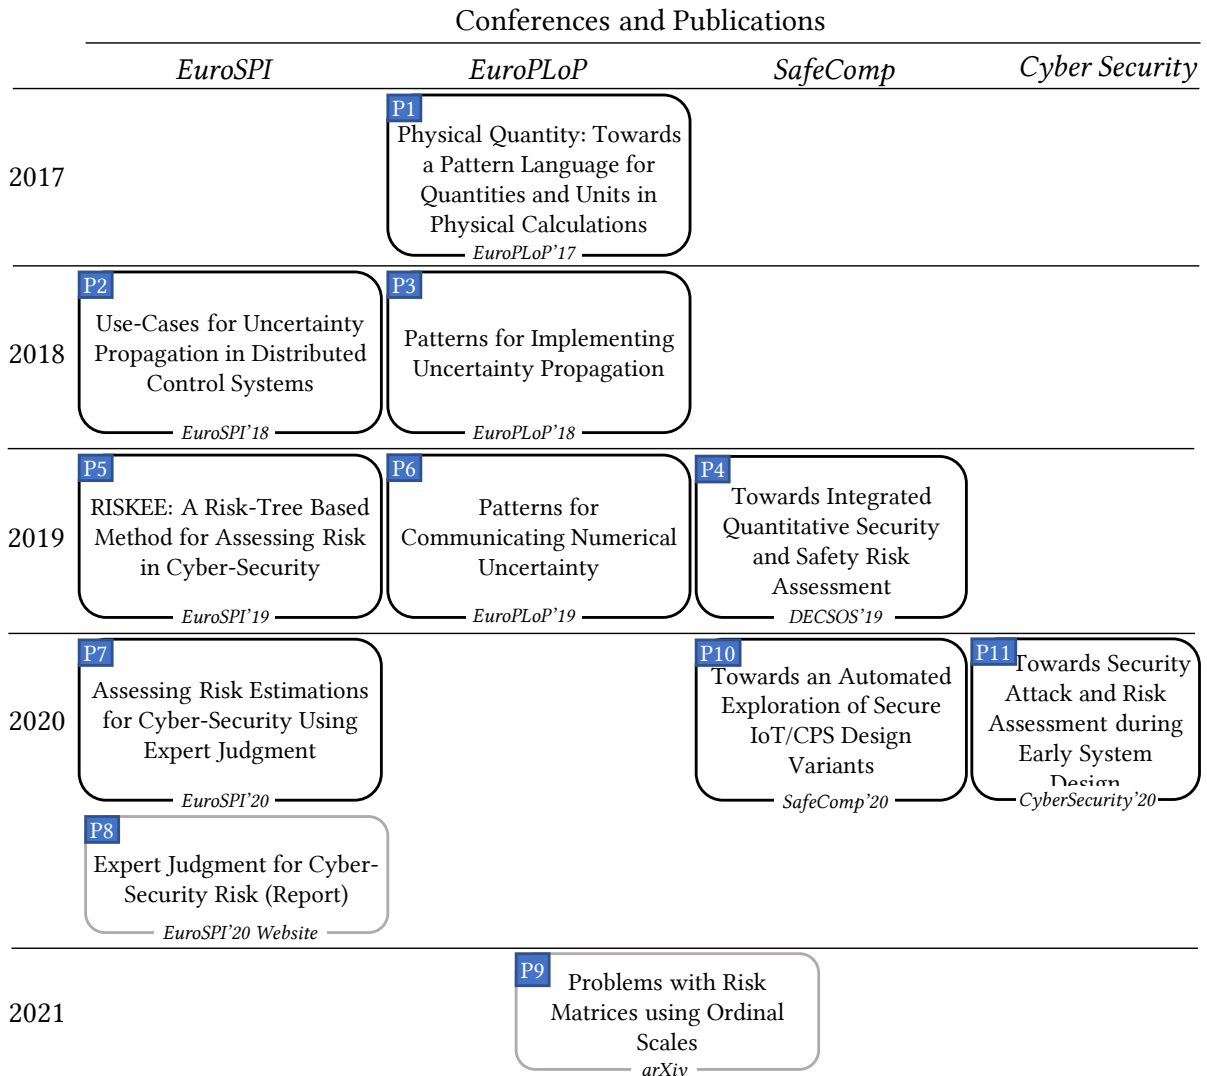 Conferences and Publications
EuroSPI
EuroPLoP
SafeComp
Cyber Security
2017
P1
Physical Quantity: Towards
a Pattern Language for
Quantities and Units in
Physical Calculations
EuroPLoP'17
2018
P2
Use-Cases for Uncertainty
Propagation in Distributed
Control Systems
EuroSPI'18
P3
Patterns for Implementing
Uncertainty Propagation
EuroPLoP'18
2019
P5
RISKEE: A Risk-Tree Based
Method for Assessing Risk
in Cyber-Security
EuroSPI'19
P6
Patterns for
Communicating Numerical
Uncertainty
EuroPLoP'19
P4
Towards Integrated
Quantitative Security
and Safety Risk
Assessment
DECSOS'19
2020
P7
Assessing Risk Estimations
for Cyber-Security Using
Expert Judgment
EuroSPI'20
P10
Towards an Automated
Exploration of Secure
IoT/CPS Design
Variants
SafeComp'20
P11
Towards Security
Attack and Risk
Assessment during
Early System
Design
CyberSecurity'20
P8
Expert Judgment for Cyber-
Security Risk (Report)
EuroSPI'20 Website
2021
P9
Problems with Risk
Matrices using Ordinal
Scales
arXiv